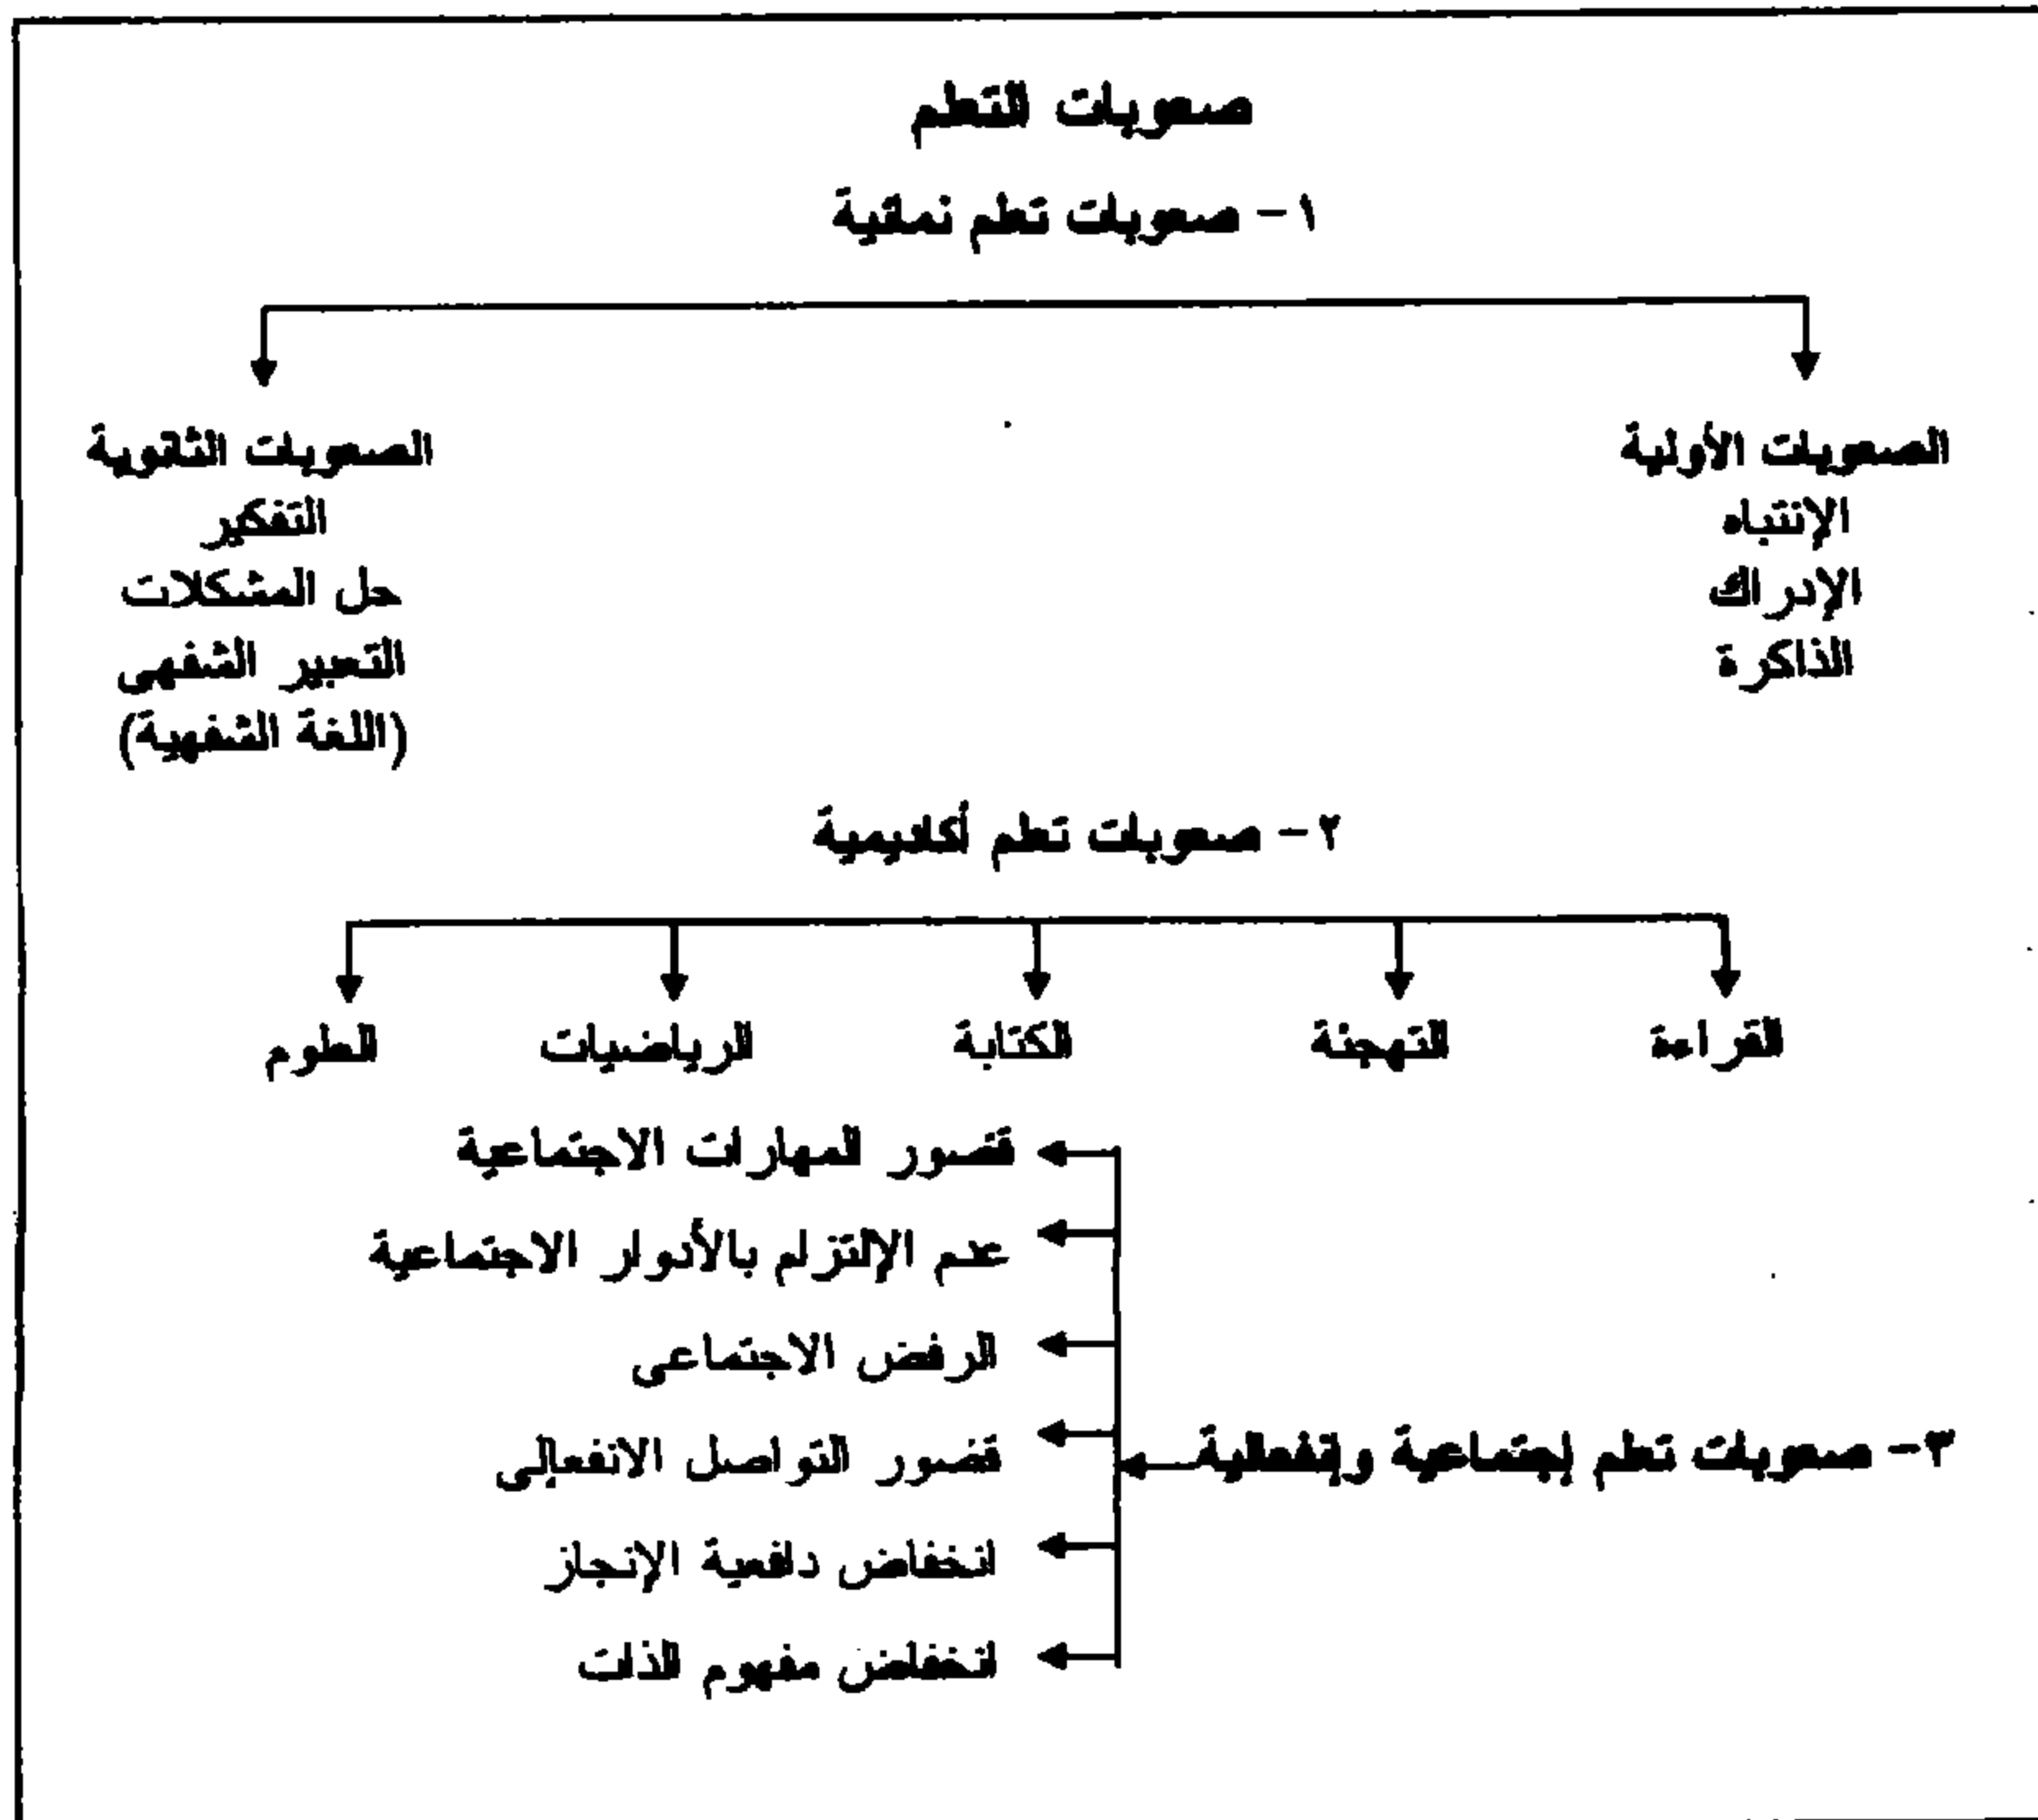 صعوبات التعلم
١- صعوبات تعلم نمائية
الصعوبات الأولية
الإنتباه
الإدراك
الذاكرة
الصعوبات الثانوية
التفكير
حل المشكلات
التعبير الشفهى
(اللغة الشفهية)
٢- صعوبات تعلم أكاديمية
القراءة
التهجئة
الكتابة
الرياضيات
العلوم
٣- صعوبات تعلم إجتماعية وإنفعالية
قصور المهارات الاجتماعية
عدم الإلتزام بالأدوار الاجتماعية
الرفض الاجتماعى
قصور التواصل الانفعالى
انخفاض دافعية الإنجاز
انخفاض مفهوم الذات